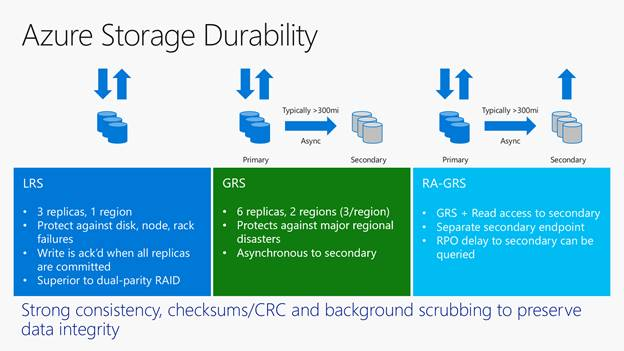 Azure Storage Durability
Typically >300mi
Async
Primary
Secondary
Typically >300mi
Async
Primary
Secondary
LRS
• 3 replicas, 1 region
• Protect against disk, node, rack
failures
• Write is ack'd when all replicas
are committed
• Superior to dual-parity RAID
GRS
• 6 replicas, 2 regions (3/region)
• Protects against major regional
disasters
• Asynchronous to secondary
RA-GRS
• GRS + Read access to secondary
• Separate secondary endpoint
• RPO delay to secondary can be
queried
Strong consistency, checksums/CRC and background scrubbing to preserve
data integrity